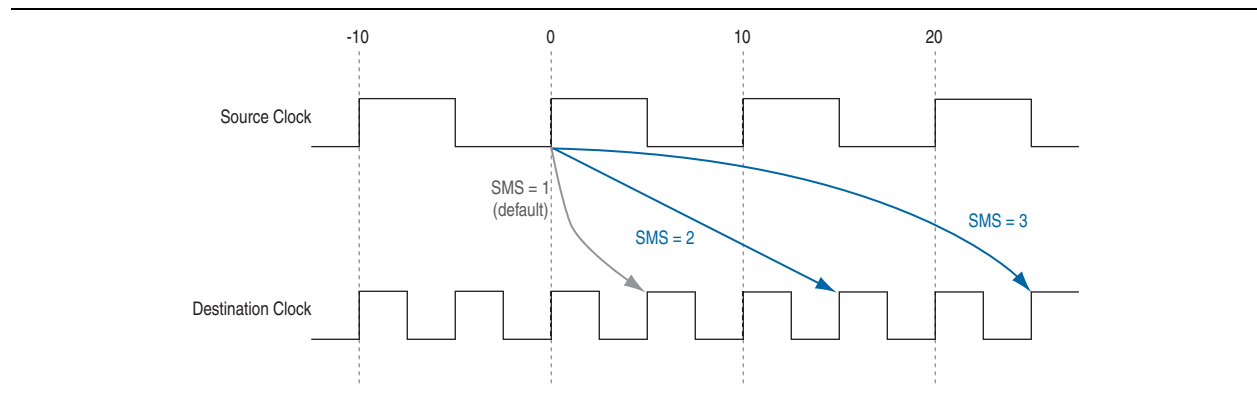 -10 0 10 20
Source Clock
SMS = 1
(default)
SMS = 2
SMS = 3
Destination Clock